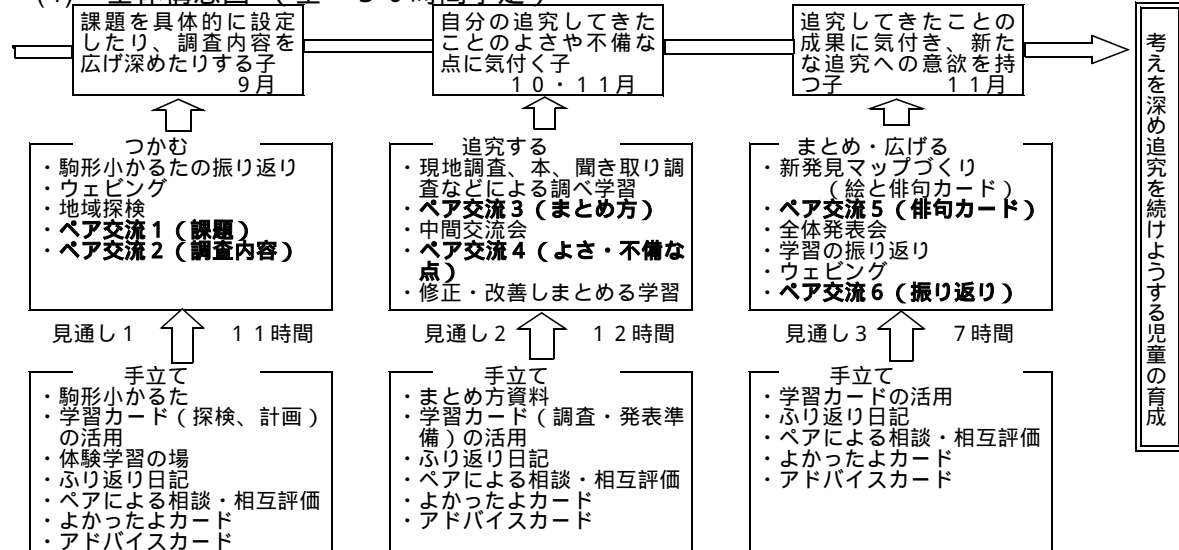 課題を具体的に設定
したり、調査内容を
広げ深めたりする子
9月
自分の追究してきた
ことのよさや不備な
点に気付く子
10・11月
追究してきたことの
成果に気付き、新た
な追究への意欲を持
つ子 11月
考えを深め追究を続けようする児童の育成
つかむ
・駒形小かるたの振り返り
・ウェビング
・地域探検
・ペア交流1(課題)
・ペア交流2(調査内容)
追究する
・現地調査、本、聞き取り調
査などによる調べ学習
・ペア交流3(まとめ方)
・中間交流会
・ペア交流4(よさ・不備な
点)
・修正・改善しまとめる学習
まとめ・広げる
・新発見マップづくり
(絵と俳句カード)
・ペア交流5(俳句カード)
・全体発表会
・学習の振り返り
・ウェビング
・ペア交流6(振り返り)
見通し1 11時間
見通し2 12時間
見通し3 7時間
手立て
・駒形小かるた
・学習カード(探検、計画)
の活用
・体験学習の場
・ふり返り日記
・ペアによる相談・相互評価
・よかったよカード
・アドバイスカード
手立て
・まとめ方資料
・学習カード(調査・発表準
備)の活用
・ふり返り日記
・ペアによる相談・相互評価
・よかったよカード
・アドバイスカード
手立て
・学習カードの活用
・ふり返り日記
・ペアによる相談・相互評価
・よかったよカード
・アドバイスカード